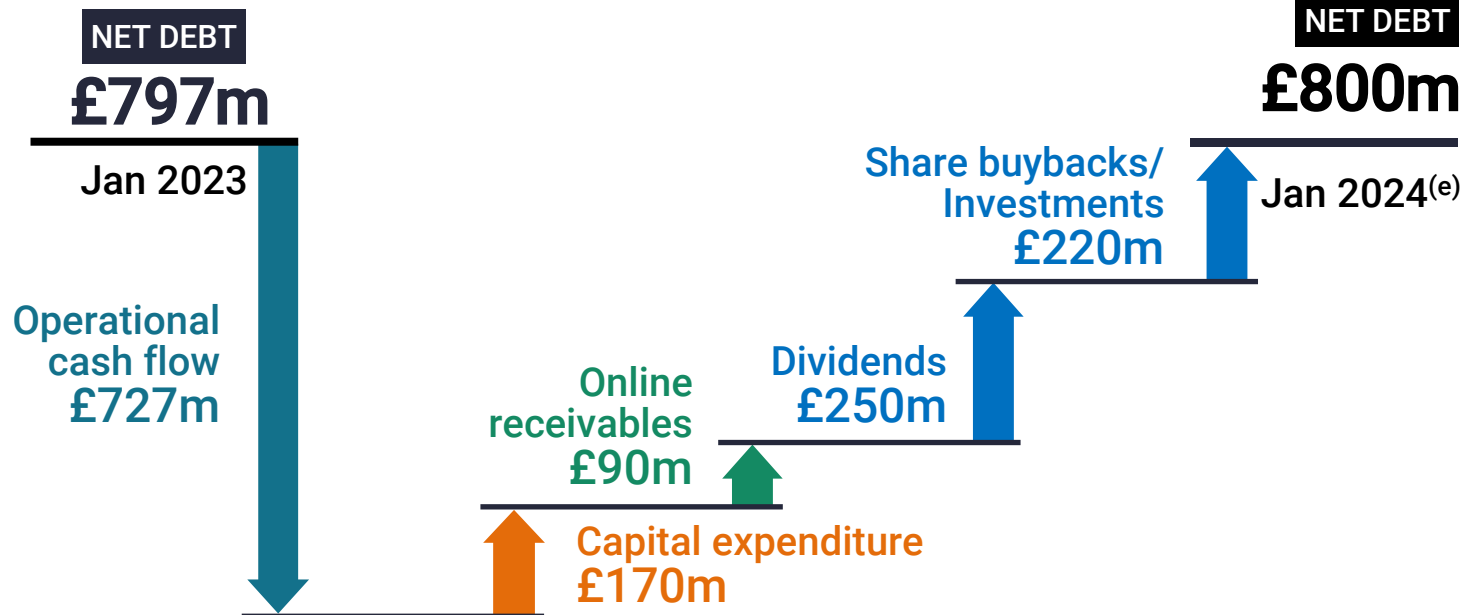 NET DEBT
£797m
Jan 2023
Operational
cash flow
£727m
Capital expenditure
£170m
Online
receivables
£90m
Dividends
£250m
Share buybacks/
Investments
£220m
NET DEBT
£800m
Jan 2024(e)